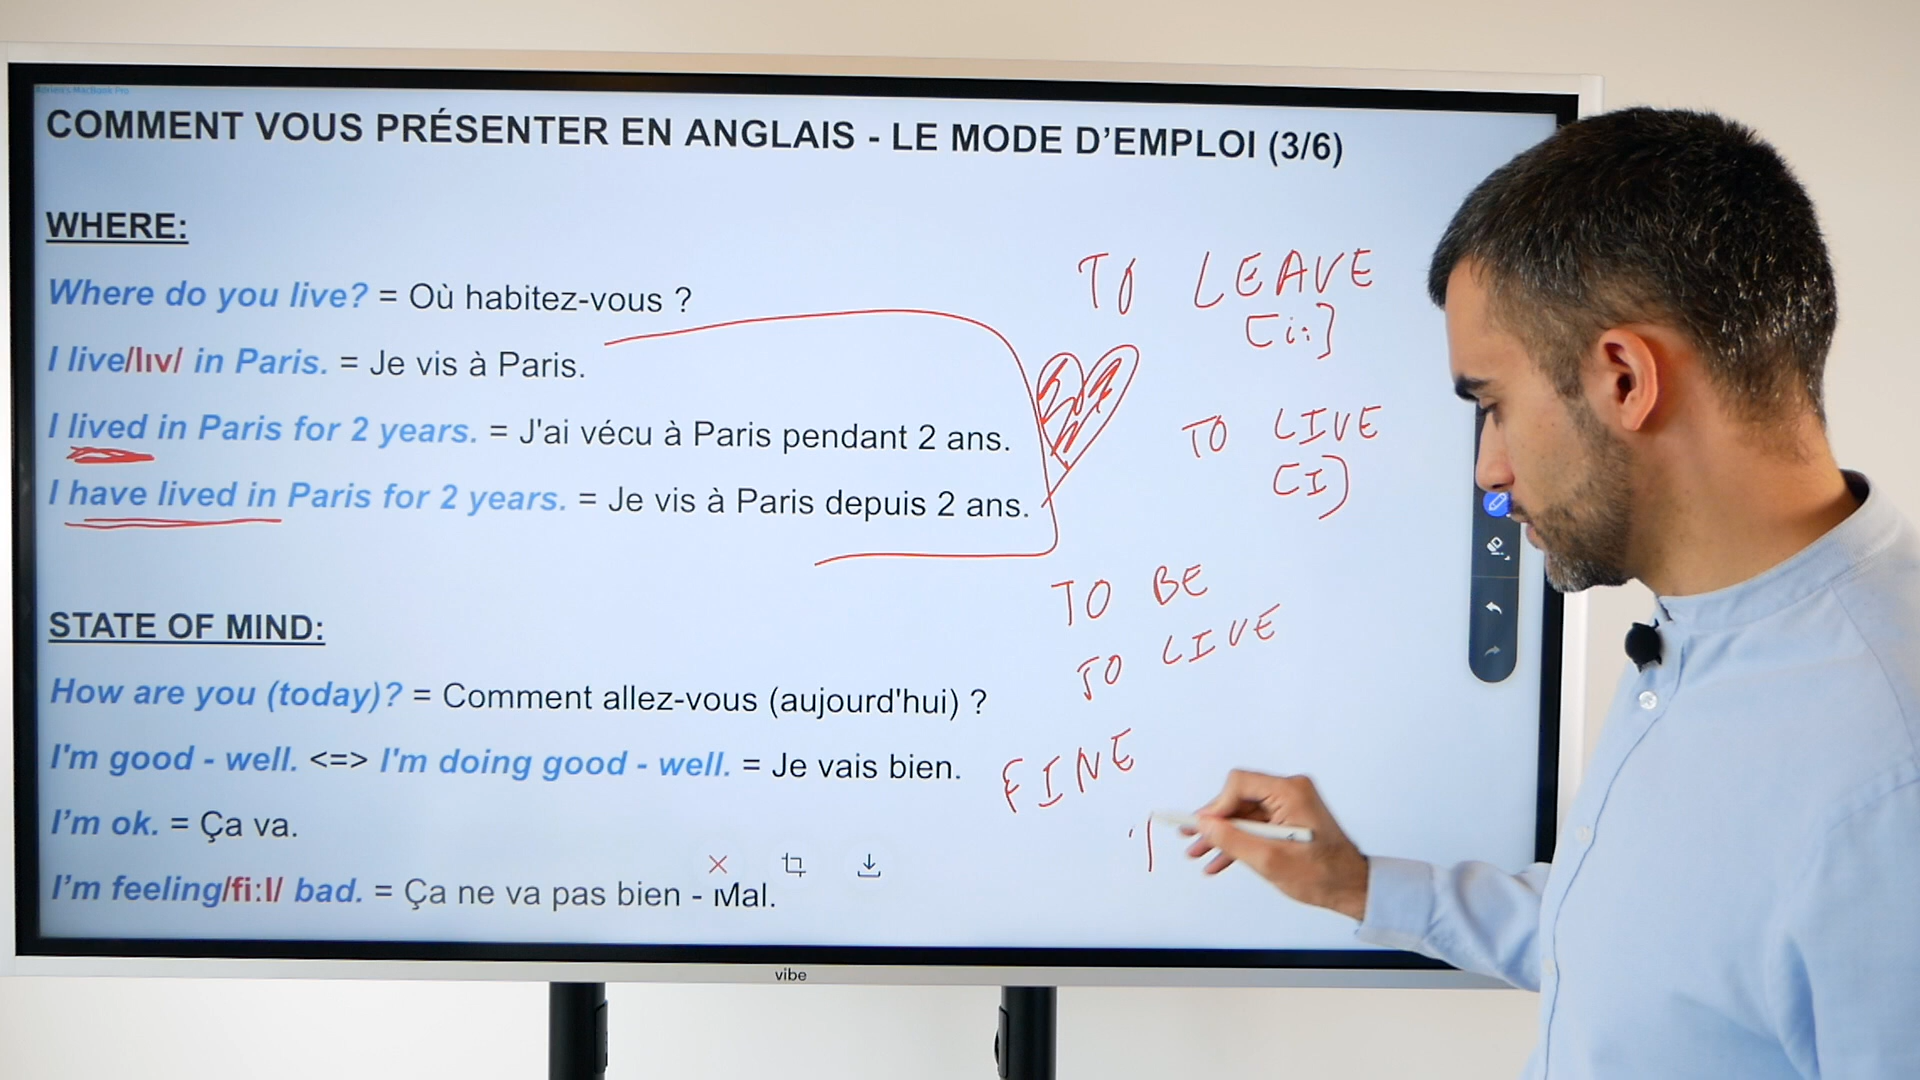 Adrien's MacBook Pro
COMMENT VOUS PRÉSENTER EN ANGLAIS - LE MODE D'EMPLOI (3/6)
WHERE:
Where do you live? = Où habitez-vous ?
I live/lıv/ in Paris. = Je vis à Paris.
I lived in Paris for 2 years. = J'ai vécu à Paris pendant 2 ans.
I have lived in Paris for 2 years. = Je vis à Paris depuis 2 ans.
TO LEAVE
[i:]
TO LIVE
[I]
TO BE
TO LIVE
STATE OF MIND:
How are you (today)? = Comment allez-vous (aujourd'hui) ?
I'm good - well. <=> I'm doing good - well. = Je vais bien.
FINE
I'm ok. = Ça va.
I'm feeling/fi:l/ bad. = Ça ne va pas bien - Mal.
vibe